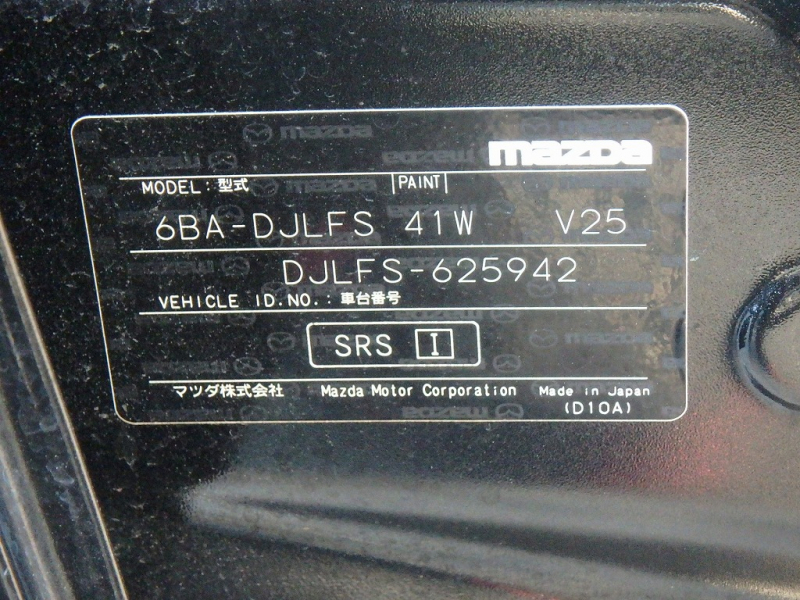 mazda
MODEL: 型式 PAINT
6BA-DJLFS 41W V25
DJLFS-625942
VEHICLE ID.NO.: 車台番号
SRS I
マツダ株式会社 Mazda Motor Corporation Made in Japan
(D10A)